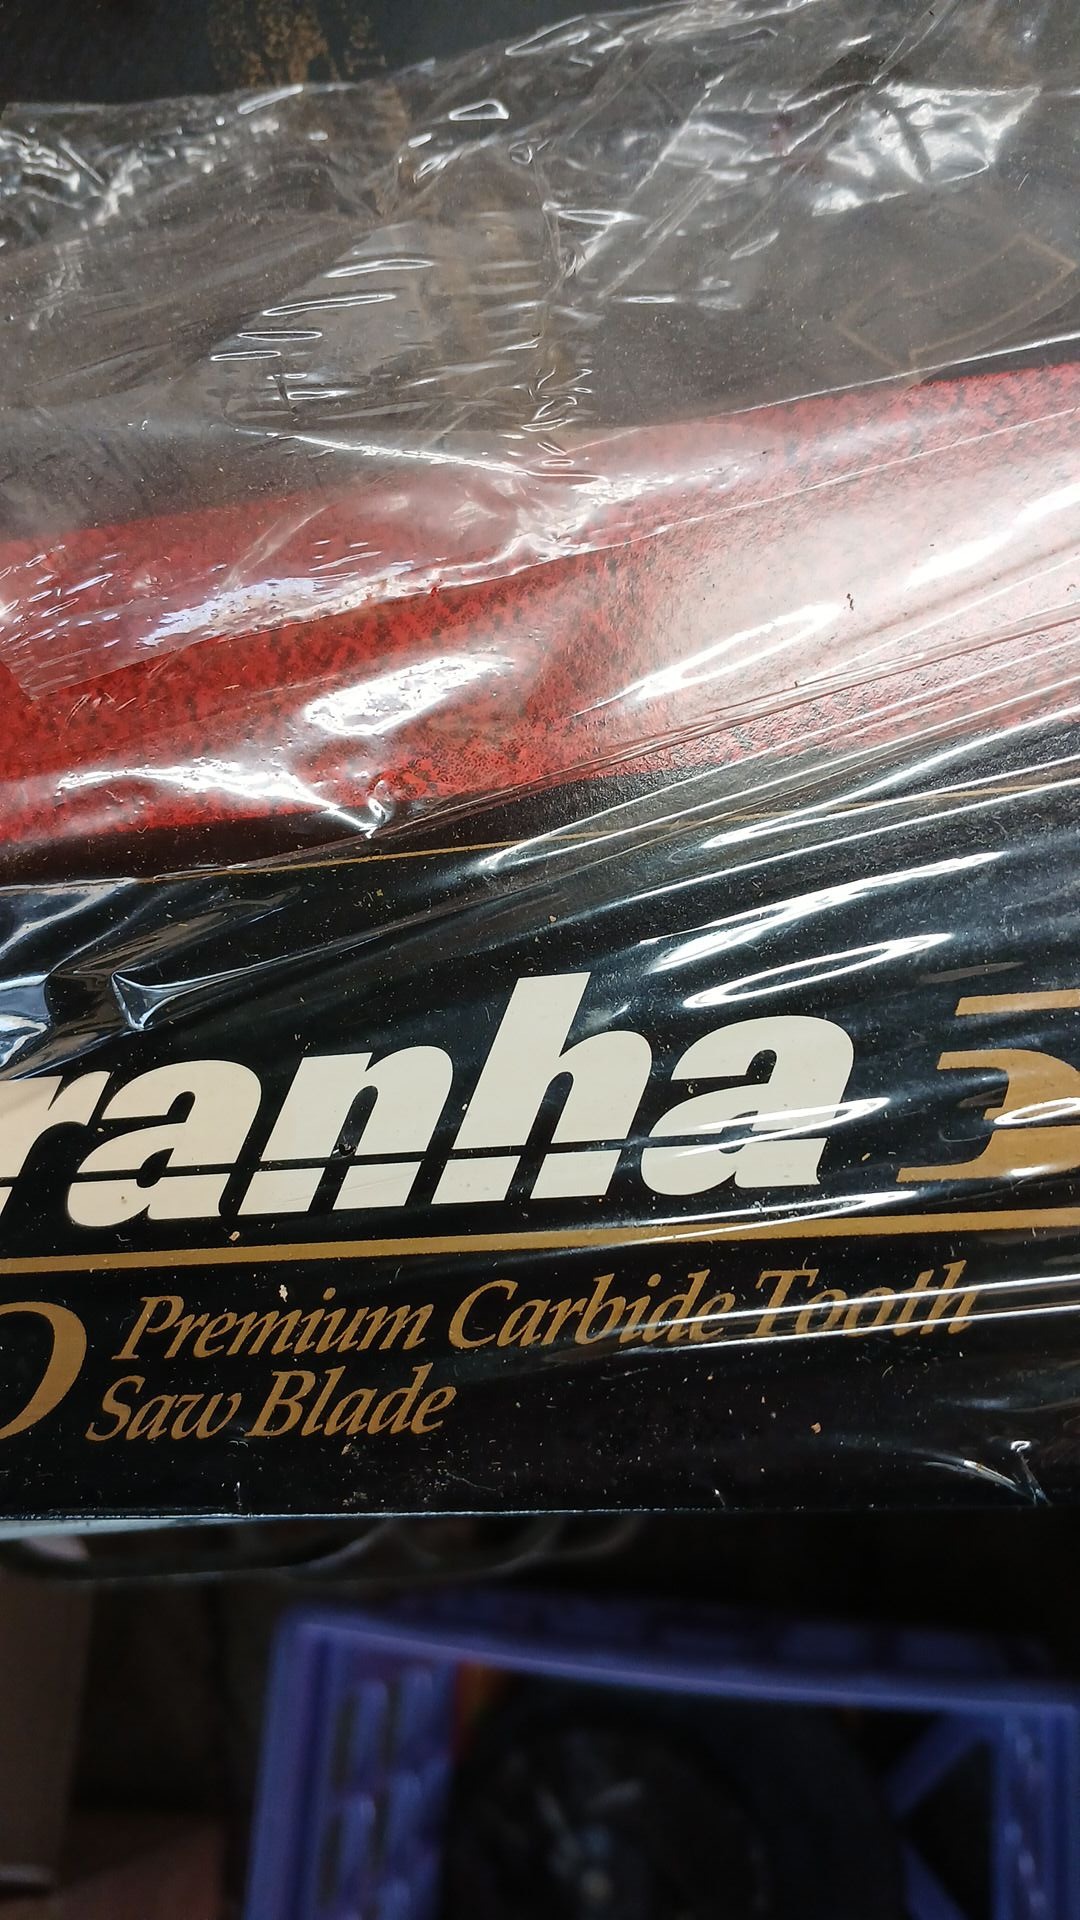 ranha
Premium Carbide Tooth
Saw Blade